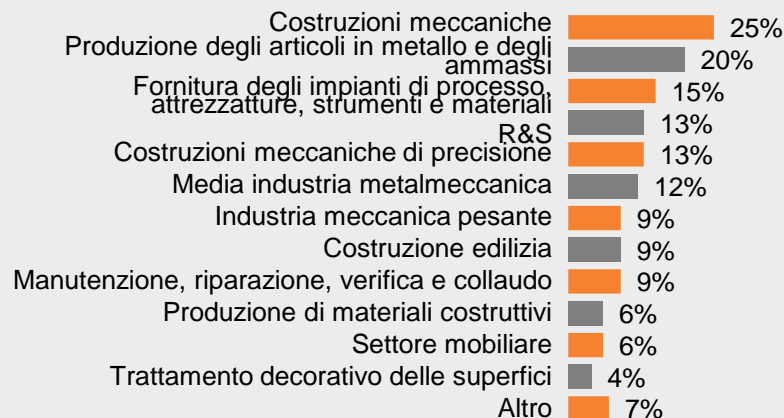 Costruzioni meccaniche 25%
Produzione degli articoli in metallo e degli
ammassi 20%
Fornitura degli impianti di processo,
attrezzature, strumenti e materiali 15%
R&S 13%
Costruzioni meccaniche di precisione 13%
Media industria metalmeccanica 12%
Industria meccanica pesante 9%
Costruzione edilizia 9%
Manutenzione, riparazione, verifica e collaudo 9%
Produzione di materiali costruttivi 6%
Settore mobiliare 6%
Trattamento decorativo delle superfici 4%
Altro 7%